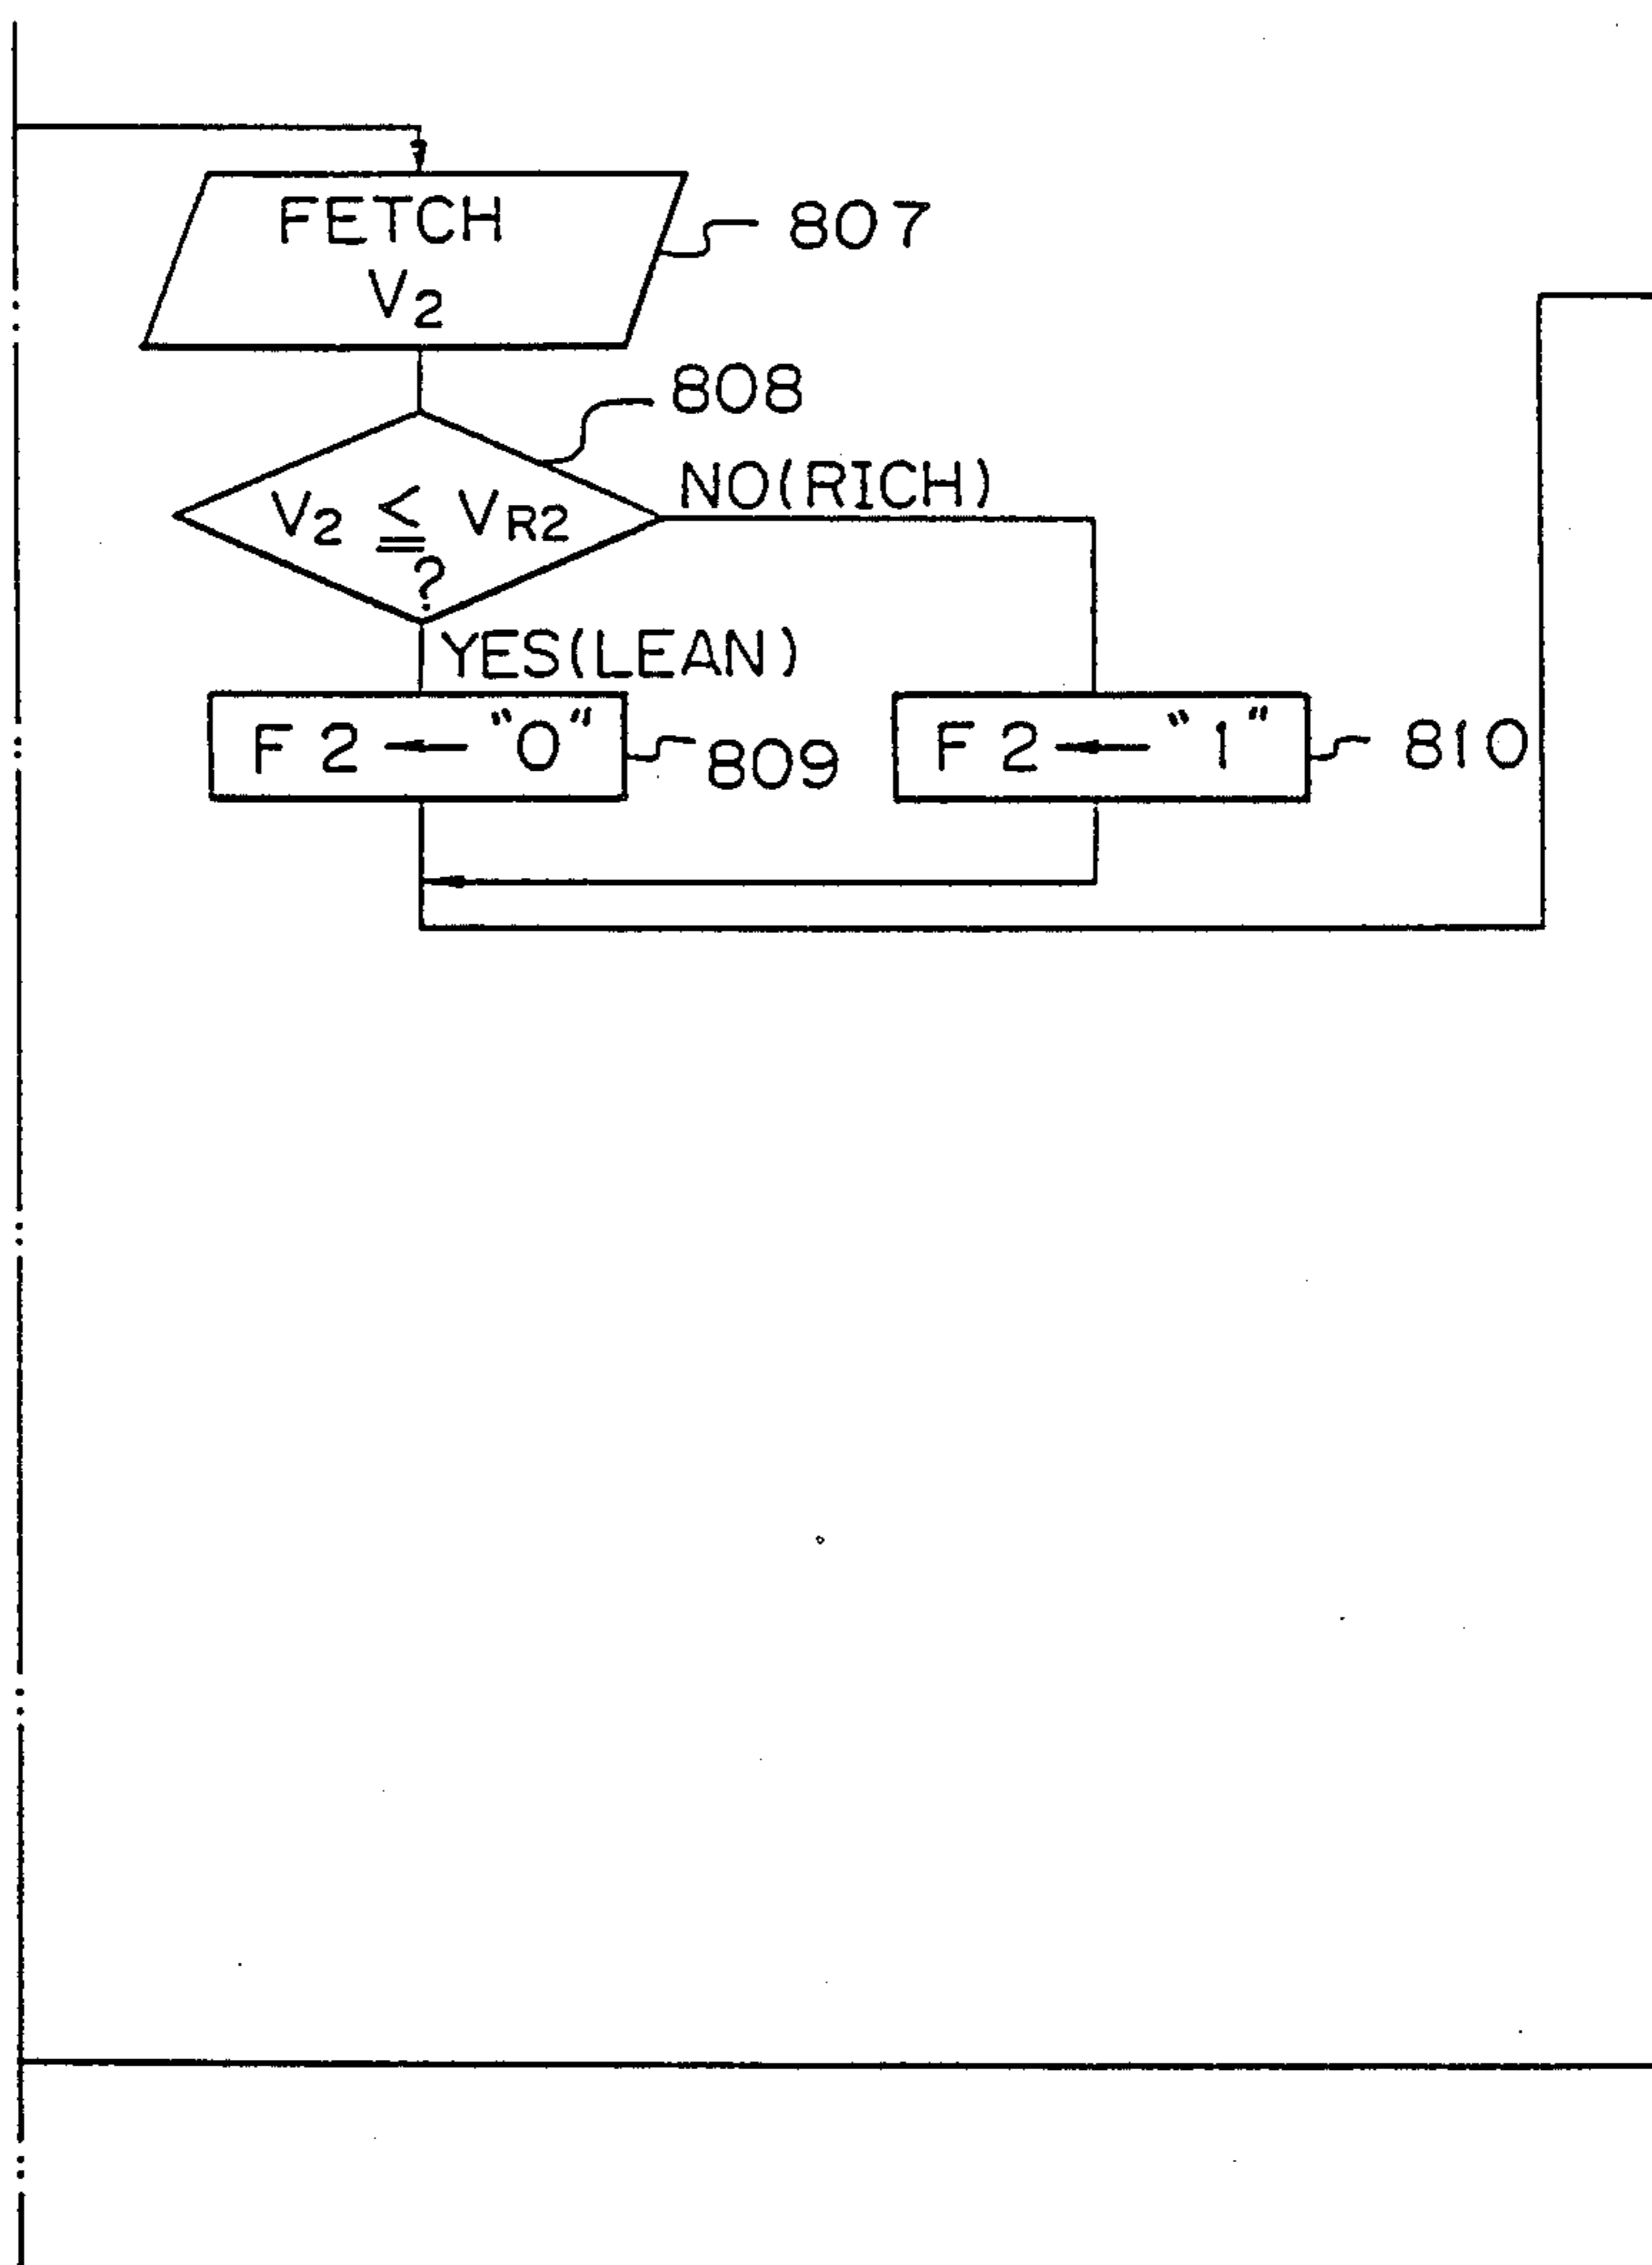 FETCH
V2
807
808
V2 ≦ VR2
?
NO(RICH)
YES(LEAN)
F2 ← "0"
809
F2 ← "1"
810